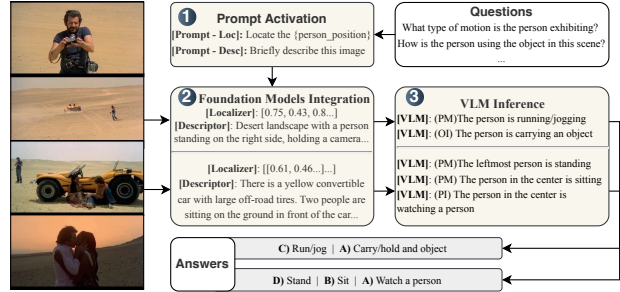 1
Prompt Activation
[Prompt - Loc]: Locate the {person_position}
[Prompt - Desc]: Briefly describe this image
Questions
What type of motion is the person exhibiting?
How is the person using the object in this scene?
...
2
Foundation Models Integration
[Localizer]: [0.75, 0.43, 0.8...]
[Descriptor]: Desert landscape with a person
standing on the right side, holding a camera...
[Localizer]: [[0.61, 0.46...]...]
[Descriptor]: There is a yellow convertible
car with large off-road tires. Two people are
sitting on the ground in front of the car...
3
VLM Inference
[VLM]: (PM)The person is running/jogging
[VLM]: (OI) The person is carrying an object
[VLM]: (PM)The leftmost person is standing
[VLM]: (PM) The person in the center is sitting
[VLM]: (PI) The person in the center is
watching a person
Answers
C) Run/jog | A) Carry/hold and object
D) Stand | B) Sit | A) Watch a person